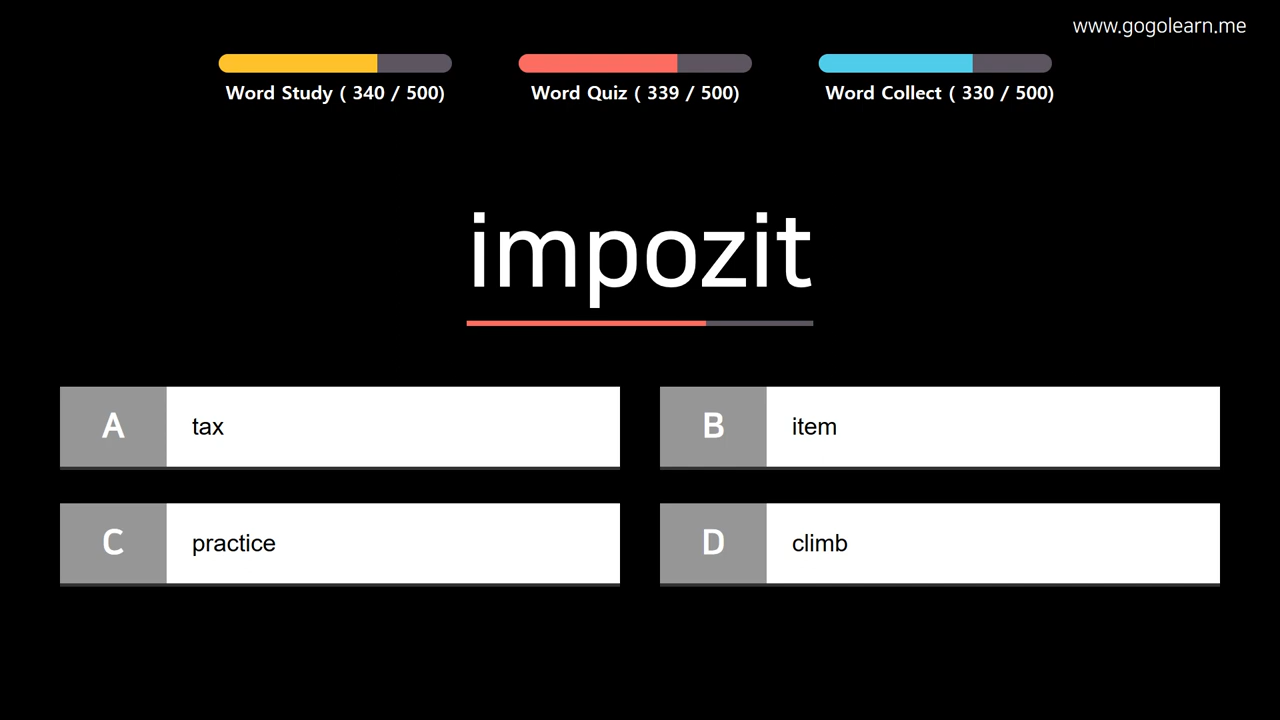 www.gogolearn.me
Word Study ( 340 / 500)
Word Quiz ( 339 / 500)
Word Collect ( 330 / 500)
impozit
A
tax
B
item
C
practice
D
climb